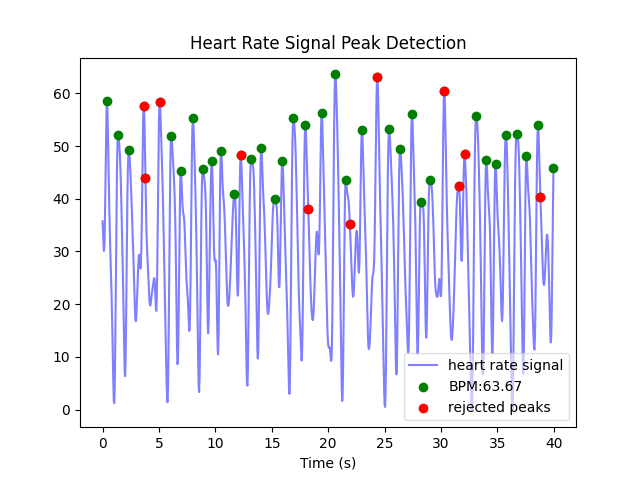 Heart Rate Signal Peak Detection
60
50
40
30
20
10
0
heart rate signal
BPM:63.67
rejected peaks
0 5 10 15 20 25 30 35 40
Time (s)